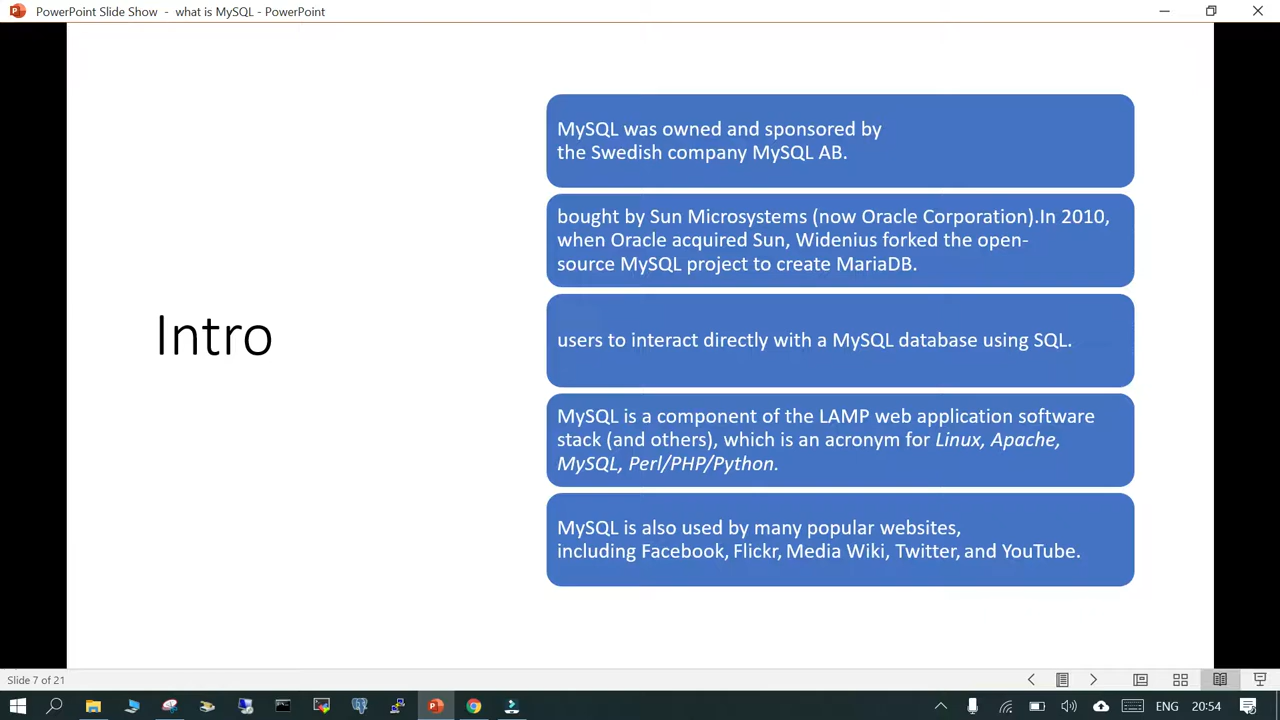 PowerPoint Slide Show - what is MySQL - PowerPoint
MySQL was owned and sponsored by
the Swedish company MySQL AB.
bought by Sun Microsystems (now Oracle Corporation).In 2010,
when Oracle acquired Sun, Widenius forked the open-
source MySQL project to create MariaDB.
Intro
users to interact directly with a MySQL database using SQL.
MySQL is a component of the LAMP web application software
stack (and others), which is an acronym for Linux, Apache,
MySQL, Perl/PHP/Python.
MySQL is also used by many popular websites,
including Facebook, Flickr, Media Wiki, Twitter, and YouTube.
Slide 7 of 21
ENG
20:54